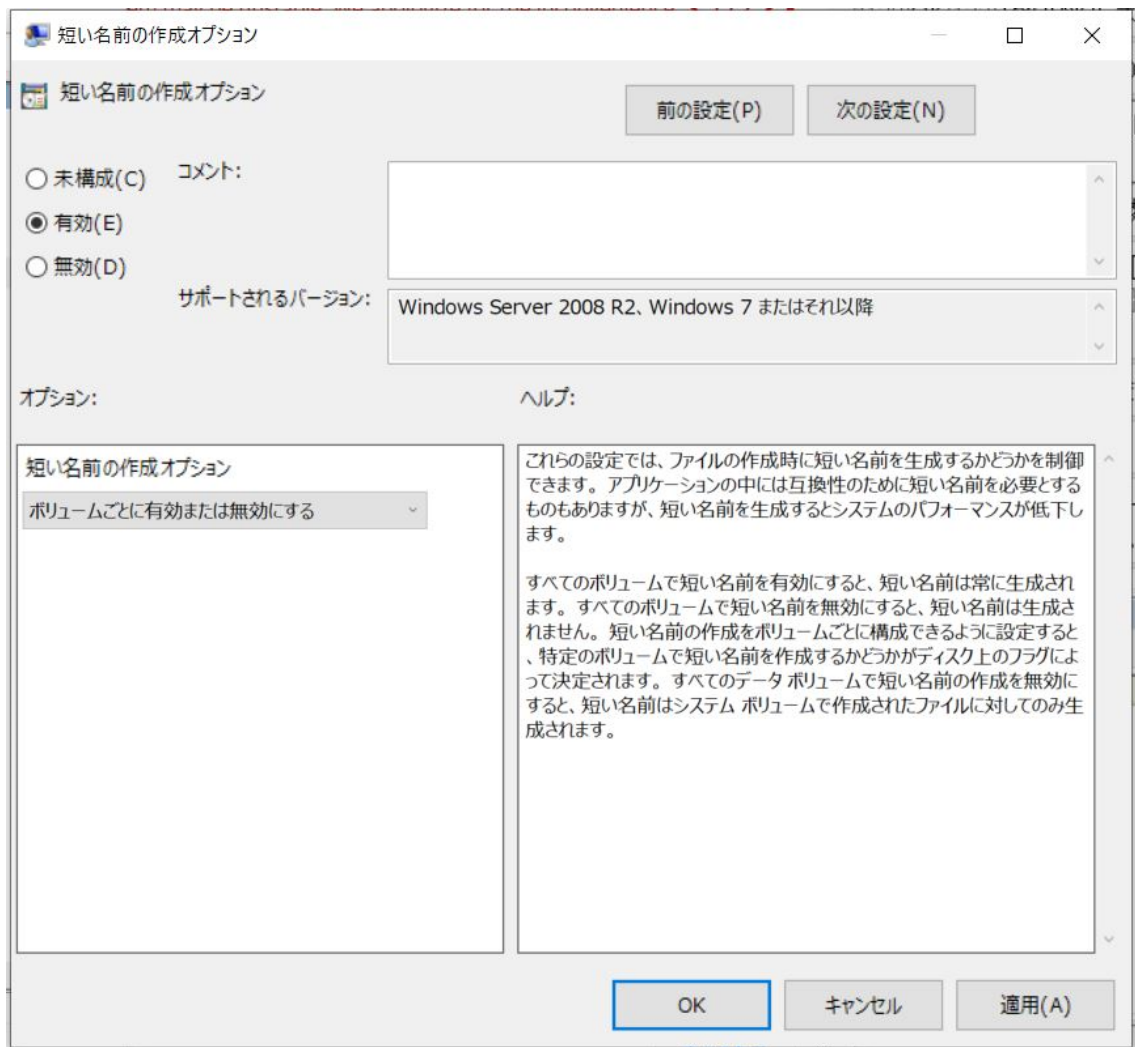 短い名前の作成オプション
短い名前の作成オプション
前の設定(P)
次の設定(N)
未構成(C)
コメント:
有効(E)
無効(D)
サポートされるバージョン:
Windows Server 2008 R2、Windows 7 またはそれ以降
オプション:
ヘルプ:
短い名前の作成オプション
ボリュームごとに有効または無効にする
これらの設定では、ファイルの作成時に短い名前を生成するかどうかを制御
できます。アプリケーションの中には互換性のために短い名前を必要とする
ものもありますが、短い名前を生成するとシステムのパフォーマンスが低下し
ます。
すべてのボリュームで短い名前を有効にすると、短い名前は常に生成され
ます。すべてのボリュームで短い名前を無効にすると、短い名前は生成さ
れません。短い名前の作成をボリュームごとに構成できるように設定すると
、特定のボリュームで短い名前を作成するかどうかがディスク上のフラグによ
って決定されます。すべてのデータ ボリュームで短い名前の作成を無効に
すると、短い名前はシステム ボリュームで作成されたファイルに対してのみ生
成されます。
OK
キャンセル
適用(A)